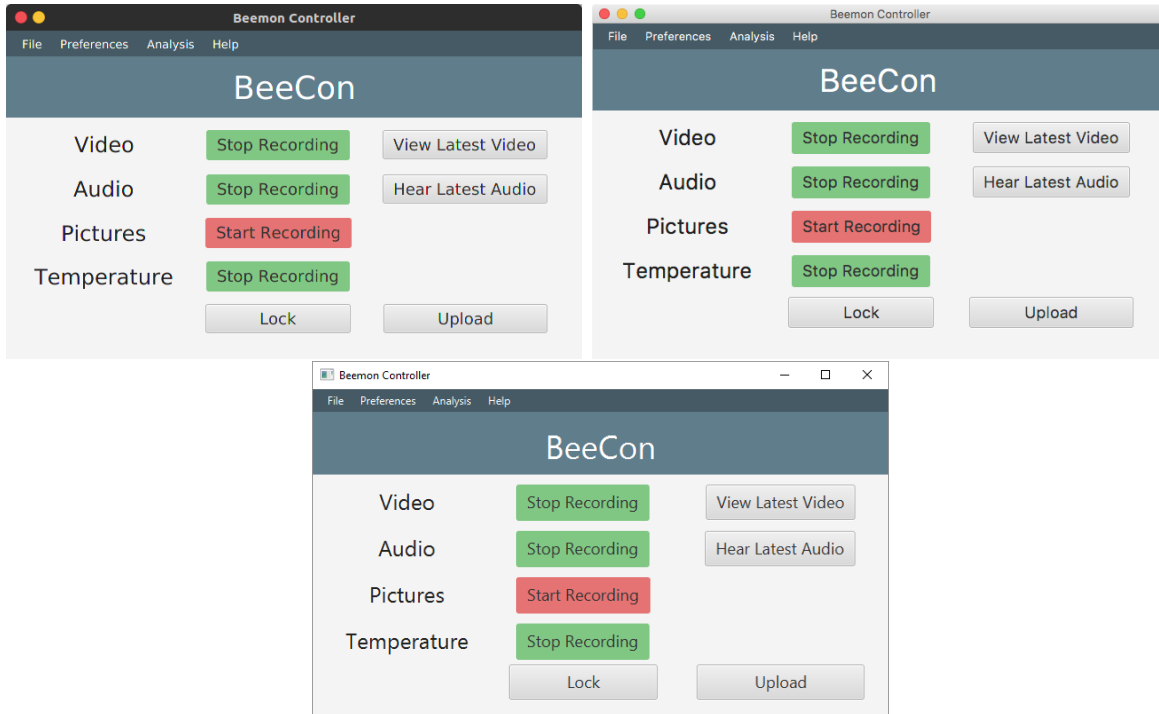 Beemon Controller
File Preferences Analysis Help
BeeCon
Video Stop Recording View Latest Video
Audio Stop Recording Hear Latest Audio
Pictures Start Recording
Temperature Stop Recording
Lock Upload
Beemon Controller
File Preferences Analysis Help
BeeCon
Video Stop Recording View Latest Video
Audio Stop Recording Hear Latest Audio
Pictures Start Recording
Temperature Stop Recording
Lock Upload
Beemon Controller
File Preferences Analysis Help
BeeCon
Video Stop Recording View Latest Video
Audio Stop Recording Hear Latest Audio
Pictures Start Recording
Temperature Stop Recording
Lock Upload